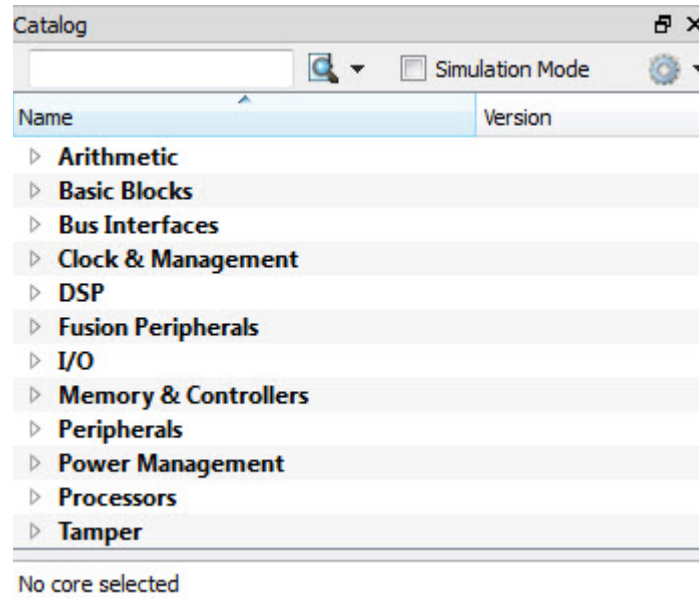 Catalog
Simulation Mode
Name Version
Arithmetic
Basic Blocks
Bus Interfaces
Clock & Management
DSP
Fusion Peripherals
I/O
Memory & Controllers
Peripherals
Power Management
Processors
Tamper
No core selected